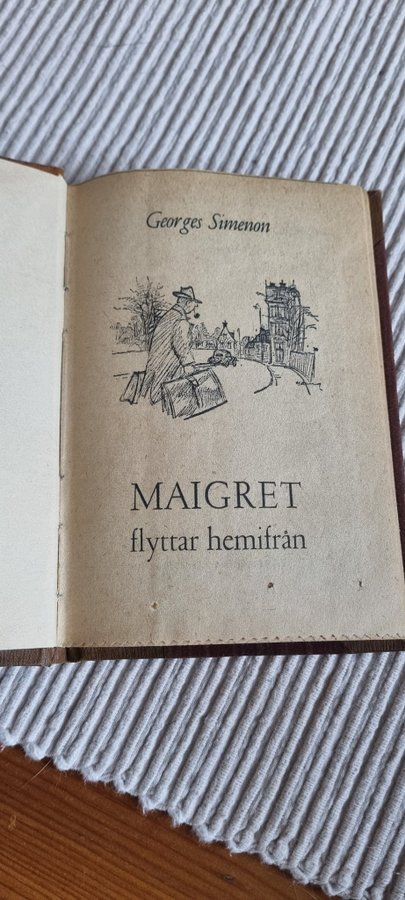 Georges Simenon
MAIGRET
flyttar hemifrån